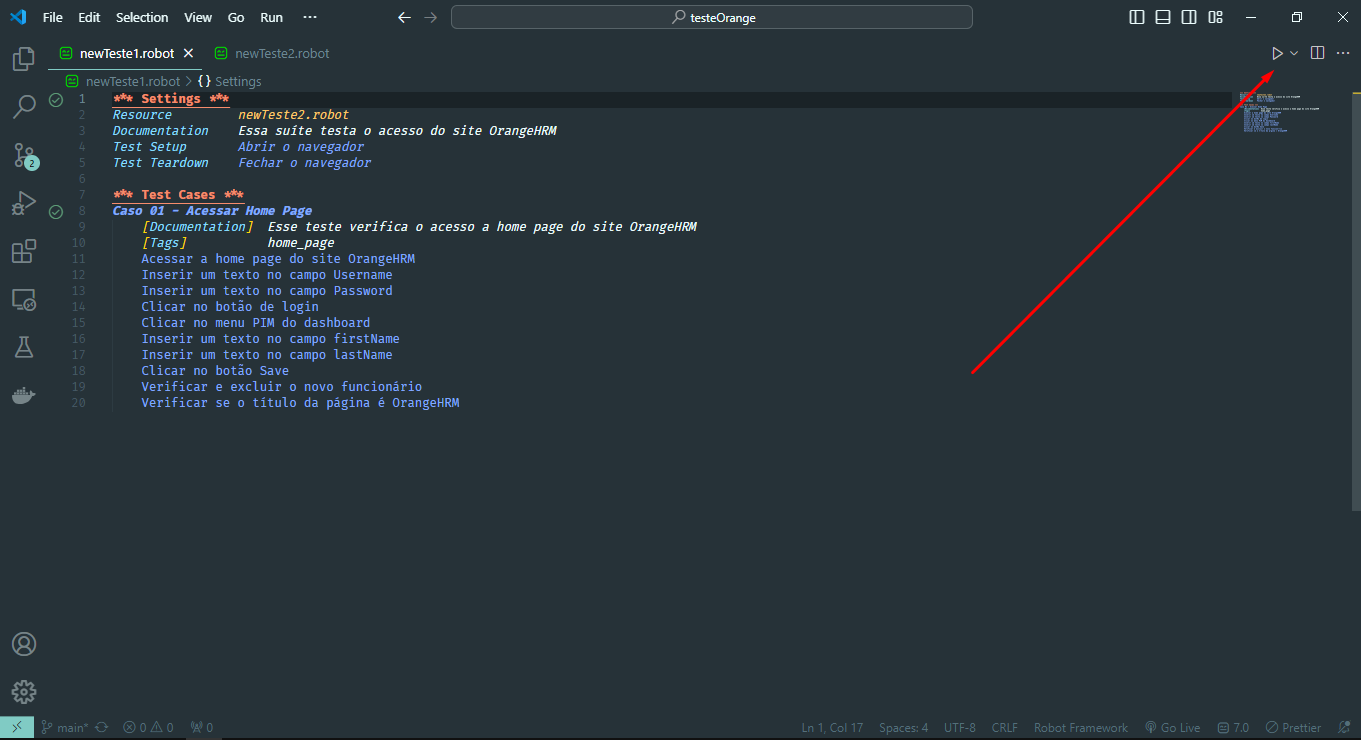 File Edit Selection View Go Run ···
testeOrange
newTeste1.robot newTeste2.robot
newTeste1.robot > {} Settings
1 *** Settings ***
2 Resource newTeste2.robot
3 Documentation Essa suíte testa o acesso do site OrangeHRM
4 Test Setup Abrir o navegador
5 Test Teardown Fechar o navegador
6
7 *** Test Cases ***
8 Caso 01 - Acessar Home Page
9 [Documentation] Esse teste verifica o acesso a home page do site OrangeHRM
10 [Tags] home_page
11 Acessar a home page do site OrangeHRM
12 Inserir um texto no campo Username
13 Inserir um texto no campo Password
14 Clicar no botão de login
15 Clicar no menu PIM do dashboard
16 Inserir um texto no campo firstName
17 Inserir um texto no campo lastName
18 Clicar no botão Save
19 Verificar e excluir o novo funcionário
20 Verificar se o título da página é OrangeHRM
2
main* 0 0 0 Ln 1, Col 17 Spaces: 4 UTF-8 CRLF Robot Framework Go Live 7.0 Prettier